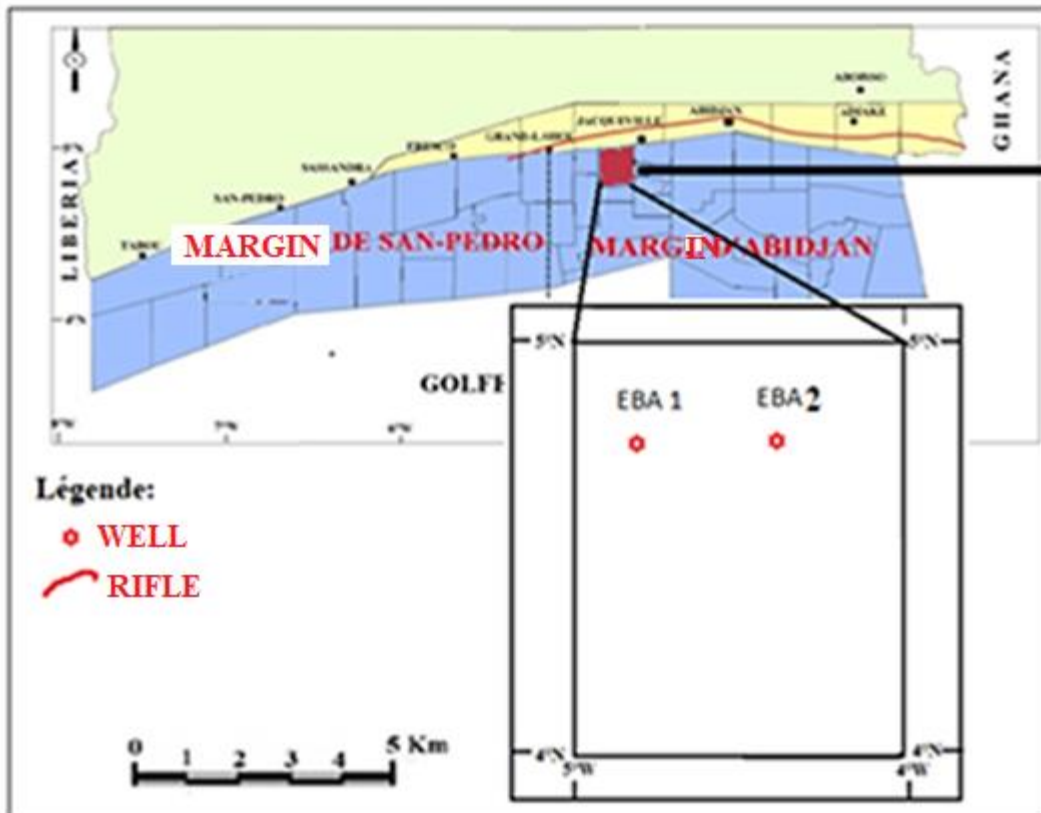 ABOISSO
GHANA
ABIDJAN
ADIAKE
JACQUEVILLE
GRAND-LAHOU
FRESCO
SASSANDRA
SAN-PEDRO
TABOU
LIBERIA
MARGIN DE SAN-PEDRO
MARGIN D'ABIDJAN
GOLFE
7°W
6°W
5°N
5°N
EBA 1
EBA 2
4°N
4°N
5°W
4°W
Légende:
WELL
RIFLE
0 1 2 3 4 5 Km